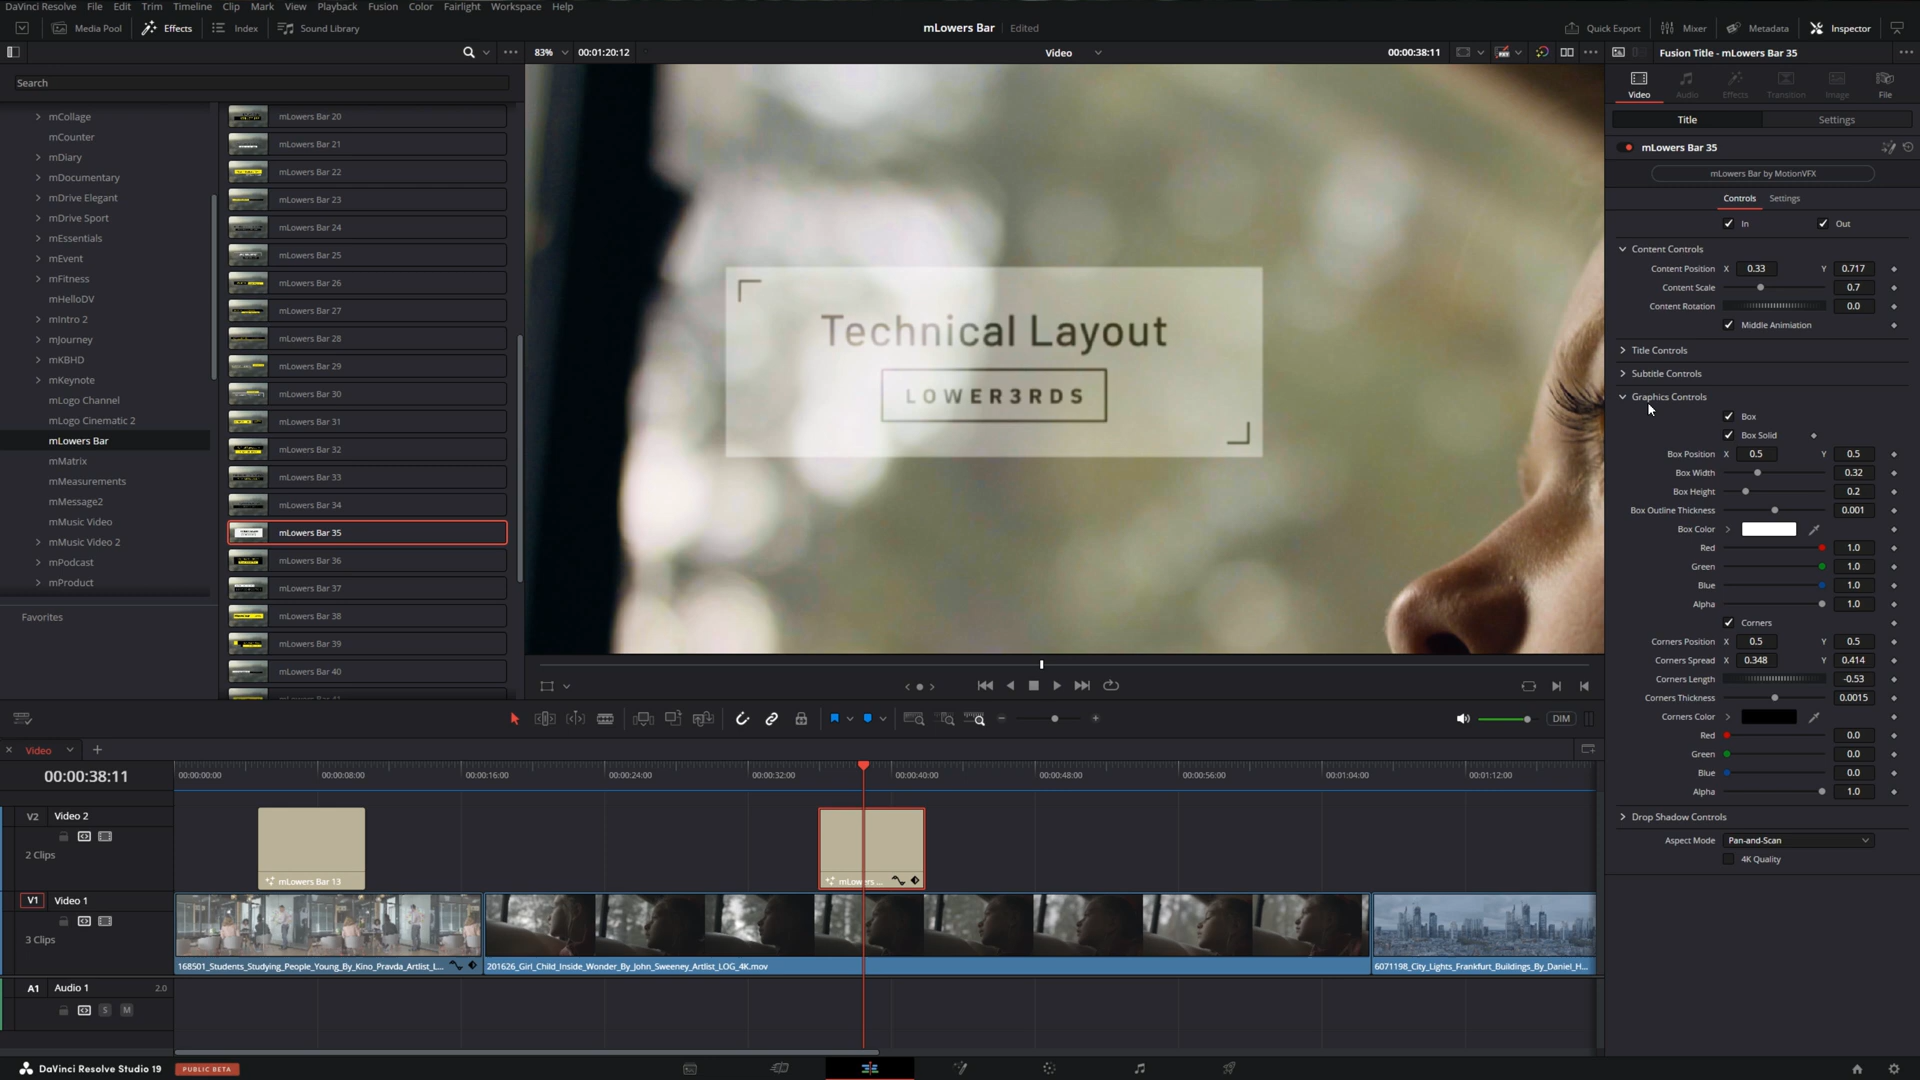 DaVinci Resolve File Edit Trim Timeline Clip Mark View Playback Fusion Color Fairlight Workspace Help
Media Pool Effects Index Sound Library mLowers Bar Edited Quick Export Mixer Metadata Inspector
83% 00:01:20:12 Video 00:00:38:11 Fusion Title - mLowers Bar 35
Search
mCollage
mCounter
mDiary
mDocumentary
mDrive Elegant
mDrive Sport
mEssentials
mEvent
mFitness
mHelloDV
mIntro 2
mJourney
mKBHD
mKeynote
mLogo Channel
mLogo Cinematic 2
mLowers Bar
mMatrix
mMeasurements
mMessage2
mMusic Video
mMusic Video 2
mPodcast
mProduct
Favorites
mLowers Bar 20
mLowers Bar 21
mLowers Bar 22
mLowers Bar 23
mLowers Bar 24
mLowers Bar 25
mLowers Bar 26
mLowers Bar 27
mLowers Bar 28
mLowers Bar 29
mLowers Bar 30
mLowers Bar 31
mLowers Bar 32
mLowers Bar 33
mLowers Bar 34
mLowers Bar 35
mLowers Bar 36
mLowers Bar 37
mLowers Bar 38
mLowers Bar 39
mLowers Bar 40
Technical Layout
LOWER3RDS
Video Audio Effects Transition Image File
Title Settings
mLowers Bar 35
mLowers Bar by MotionVFX
Controls Settings
In Out
Content Controls
Content Position X 0.33 Y 0.717
Content Scale 0.7
Content Rotation 0.0
Middle Animation
Title Controls
Subtitle Controls
Graphics Controls
Box
Box Solid
Box Position X 0.5 Y 0.5
Box Width 0.32
Box Height 0.2
Box Outline Thickness 0.001
Box Color
Red 1.0
Green 1.0
Blue 1.0
Alpha 1.0
Corners
Corners Position X 0.5 Y 0.5
Corners Spread X 0.348 Y 0.414
Corners Length -0.53
Corners Thickness 0.0015
Corners Color
Red 0.0
Green 0.0
Blue 0.0
Alpha 1.0
Drop Shadow Controls
Aspect Mode Pan-and-Scan
4K Quality
DIM
Video
00:00:38:11 00:00:00:00 00:00:08:00 00:00:16:00 00:00:24:00 00:00:32:00 00:00:40:00 00:00:48:00 00:00:56:00 00:01:04:00 00:01:12:00
V2 Video 2
2 Clips
mLowers Bar 13 mLowers ...
V1 Video 1
3 Clips
168501_Students_Studying_People_Young_By_Kino_Pravda_Artlist_L... 201626_Girl_Child_Inside_Wonder_By_John_Sweeney_Artlist_LOG_4K.mov 6071198_City_Lights_Frankfurt_Buildings_By_Daniel_H...
A1 Audio 1 2.0
S M
DaVinci Resolve Studio 19 PUBLIC BETA